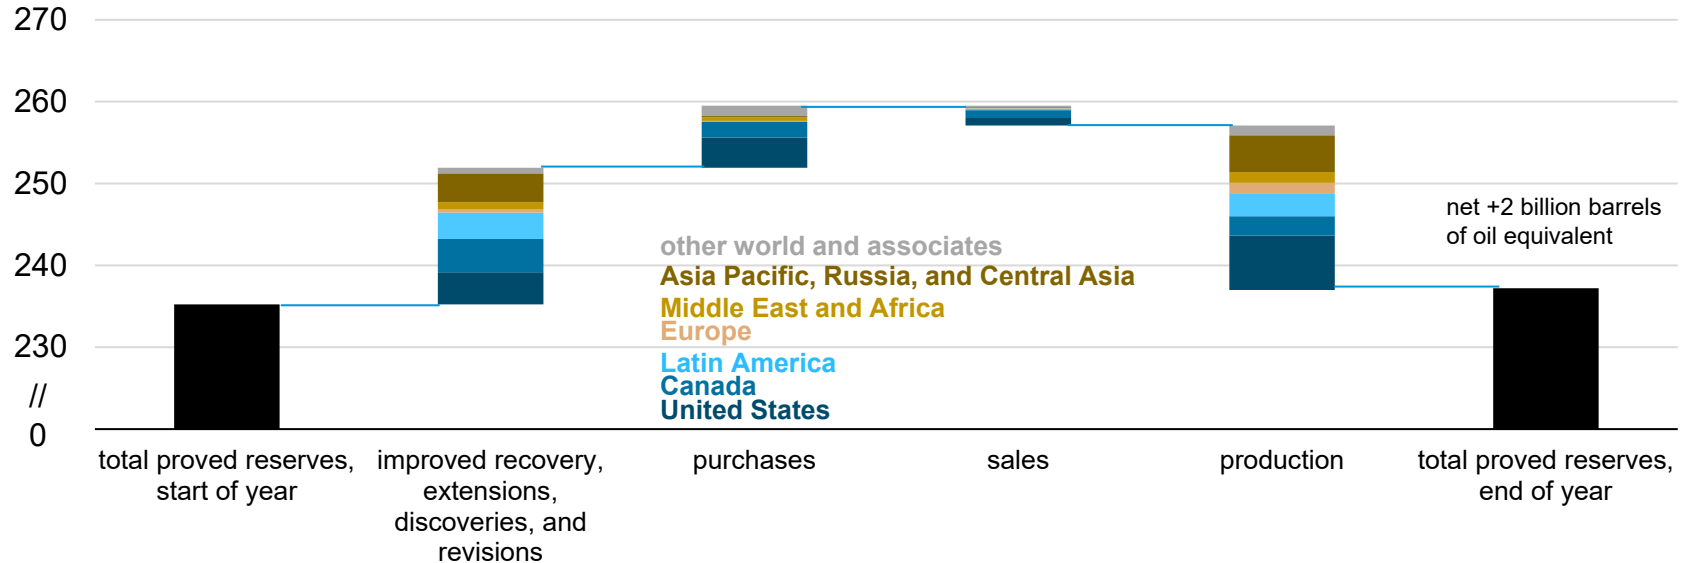 270
260
250
240
230
//
0
net +2 billion barrels
of oil equivalent
other world and associates
Asia Pacific, Russia, and Central Asia
Middle East and Africa
Europe
Latin America
Canada
United States
total proved reserves,
start of year
improved recovery,
extensions,
discoveries, and
revisions
purchases
sales
production
total proved reserves,
end of year